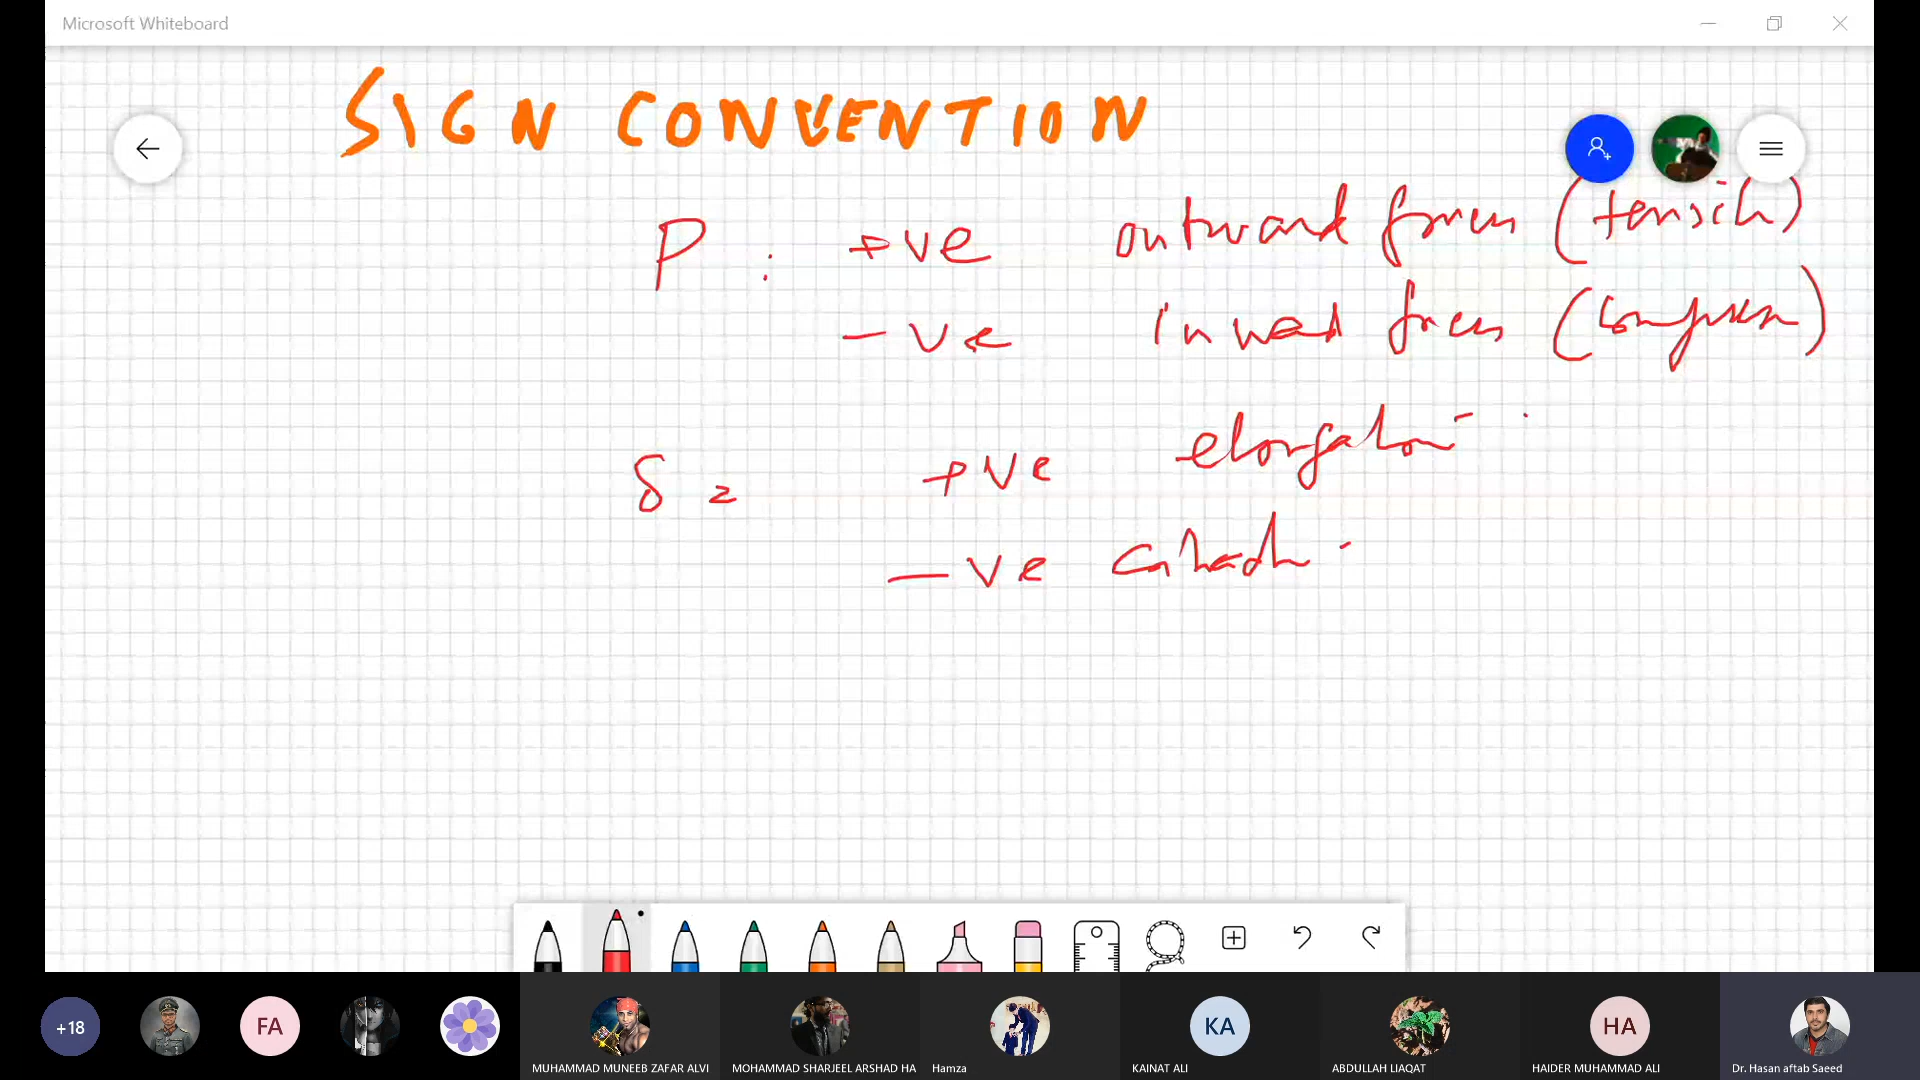 Microsoft Whiteboard
SIGN CONVENTION
P : +ve outward forces (tensile)
-ve inward forces (compression)
δ = +ve elongation
-ve contraction
+18
FA
KA
HA
MUHAMMAD MUNEEB ZAFAR ALVI
MOHAMMAD SHARJEEL ARSHAD HA
Hamza
KAINAT ALI
ABDULLAH LIAQAT
HAIDER MUHAMMAD ALI
Dr. Hasan aftab Saeed